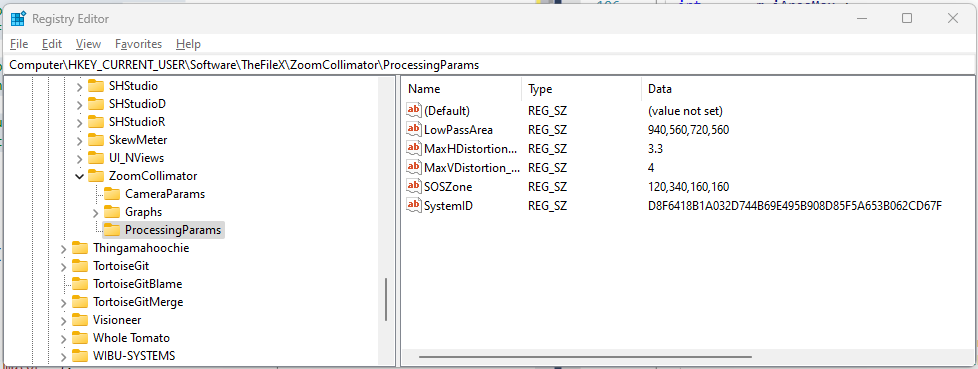 Registry Editor
File Edit View Favorites Help
Computer\HKEY_CURRENT_USER\Software\TheFileX\ZoomCollimator\ProcessingParams
SHStudio
SHStudioD
SHStudioR
SkewMeter
UI_NViews
ZoomCollimator
CameraParams
Graphs
ProcessingParams
Thingamahoochie
TortoiseGit
TortoiseGitBlame
TortoiseGitMerge
Visioneer
Whole Tomato
WIBU-SYSTEMS
Name Type Data
(Default) REG_SZ (value not set)
LowPassArea REG_SZ 940,560,720,560
MaxHDistortion... REG_SZ 3.3
MaxVDistortion_... REG_SZ 4
SOSZone REG_SZ 120,340,160,160
SystemID REG_SZ D8F6418B1A032D744B69E495B908D85F5A653B062CD67F